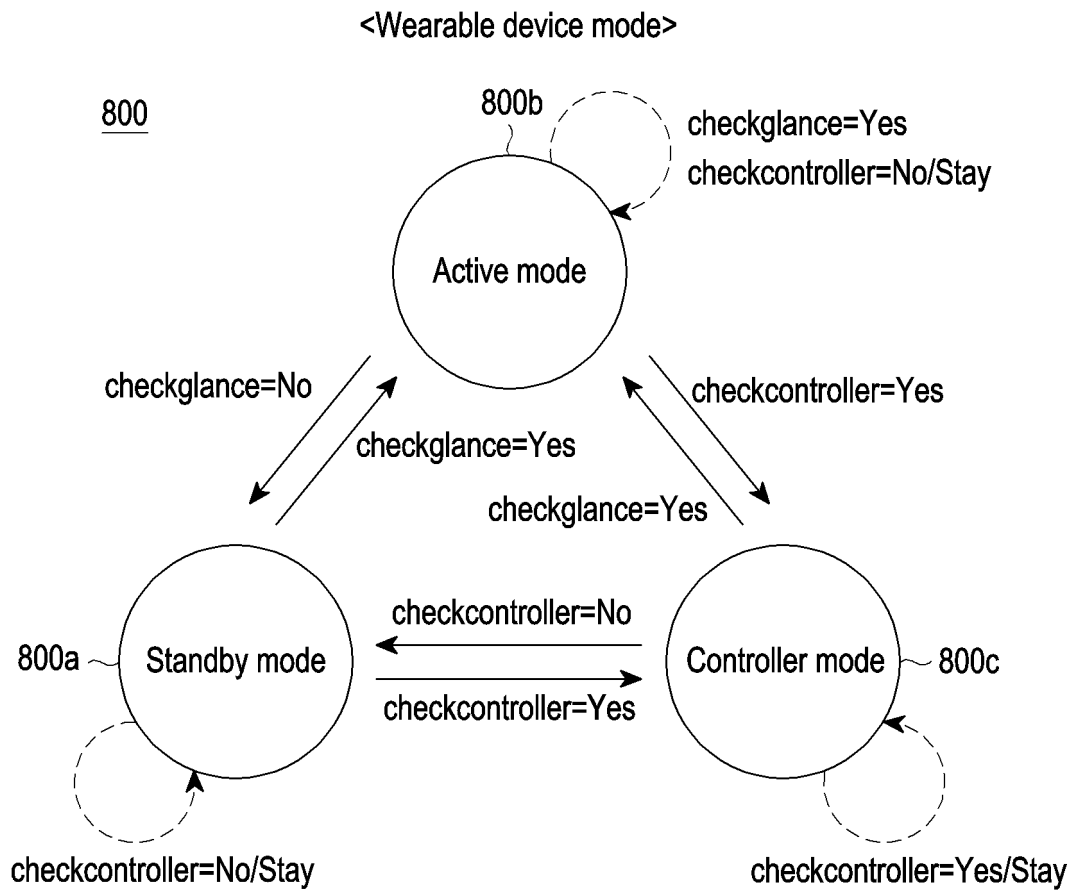 <Wearable device mode>
800
800b
checkglance=Yes
checkcontroller=No/Stay
Active mode
checkglance=No
checkcontroller=Yes
checkglance=Yes
checkglance=Yes
checkcontroller=No
800a
Standby mode
Controller mode
800c
checkcontroller=Yes
checkcontroller=No/Stay
checkcontroller=Yes/Stay